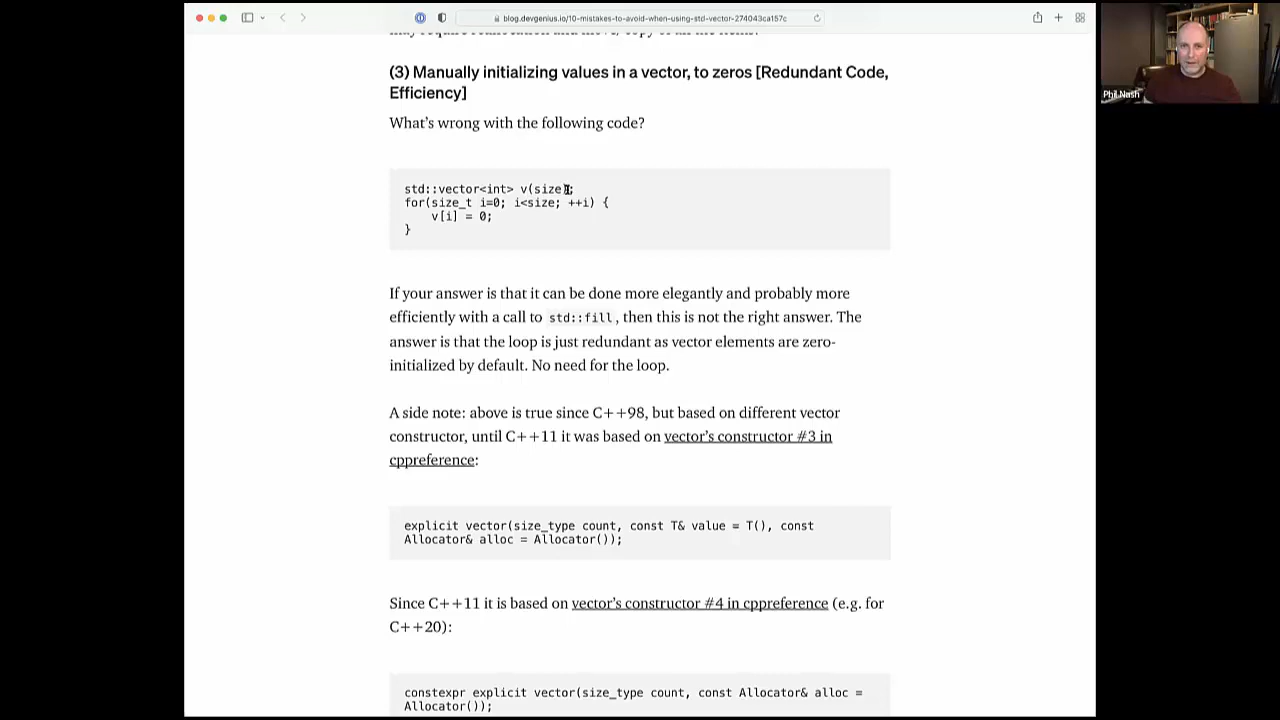 blog.devgenius.io/10-mistakes-to-avoid-when-using-std-vector-274043ca157c
Phil Nash
(3) Manually initializing values in a vector, to zeros [Redundant Code,
Efficiency]
What's wrong with the following code?
std::vector<int> v(size);
for(size_t i=0; i<size; ++i) {
    v[i] = 0;
}
If your answer is that it can be done more elegantly and probably more
efficiently with a call to std::fill, then this is not the right answer. The
answer is that the loop is just redundant as vector elements are zero-
initialized by default. No need for the loop.
A side note: above is true since C++98, but based on different vector
constructor, until C++11 it was based on vector's constructor #3 in
cppreference:
explicit vector(size_type count, const T& value = T(), const
Allocator& alloc = Allocator());
Since C++11 it is based on vector's constructor #4 in cppreference (e.g. for
C++20):
constexpr explicit vector(size_type count, const Allocator& alloc =
Allocator());